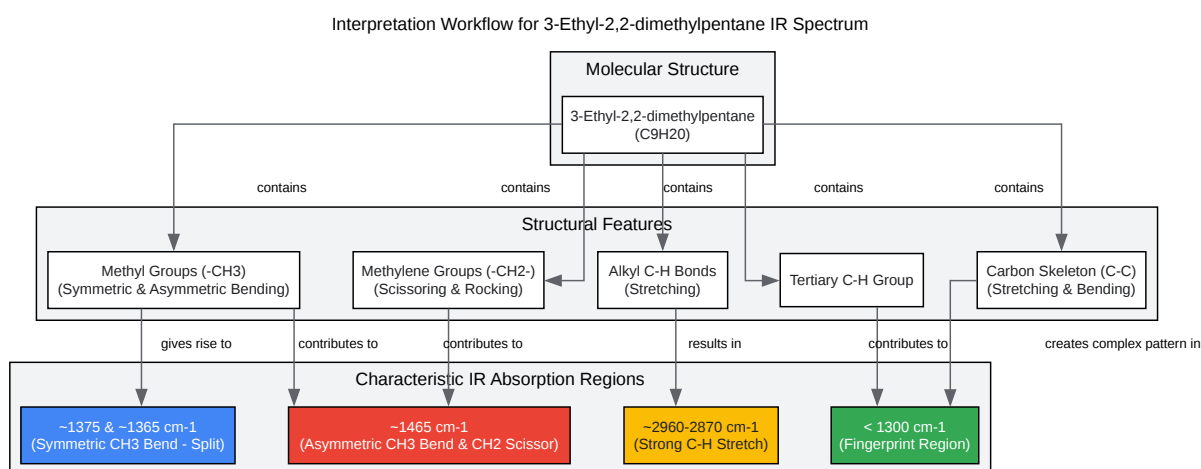 Interpretation Workflow for 3-Ethyl-2,2-dimethylpentane IR Spectrum
Molecular Structure
3-Ethyl-2,2-dimethylpentane
(C9H20)
contains
contains
contains
contains
contains
Structural Features
Methyl Groups (-CH3)
(Symmetric & Asymmetric Bending)
Methylene Groups (-CH2-)
(Scissoring & Rocking)
Alkyl C-H Bonds
(Stretching)
Tertiary C-H Group
Carbon Skeleton (C-C)
(Stretching & Bending)
gives rise to
contributes to
contributes to
results in
contributes to
creates complex pattern in
Characteristic IR Absorption Regions
~1375 & ~1365 cm-1
(Symmetric CH3 Bend - Split)
~1465 cm-1
(Asymmetric CH3 Bend & CH2 Scissor)
~2960-2870 cm-1
(Strong C-H Stretch)
< 1300 cm-1
(Fingerprint Region)